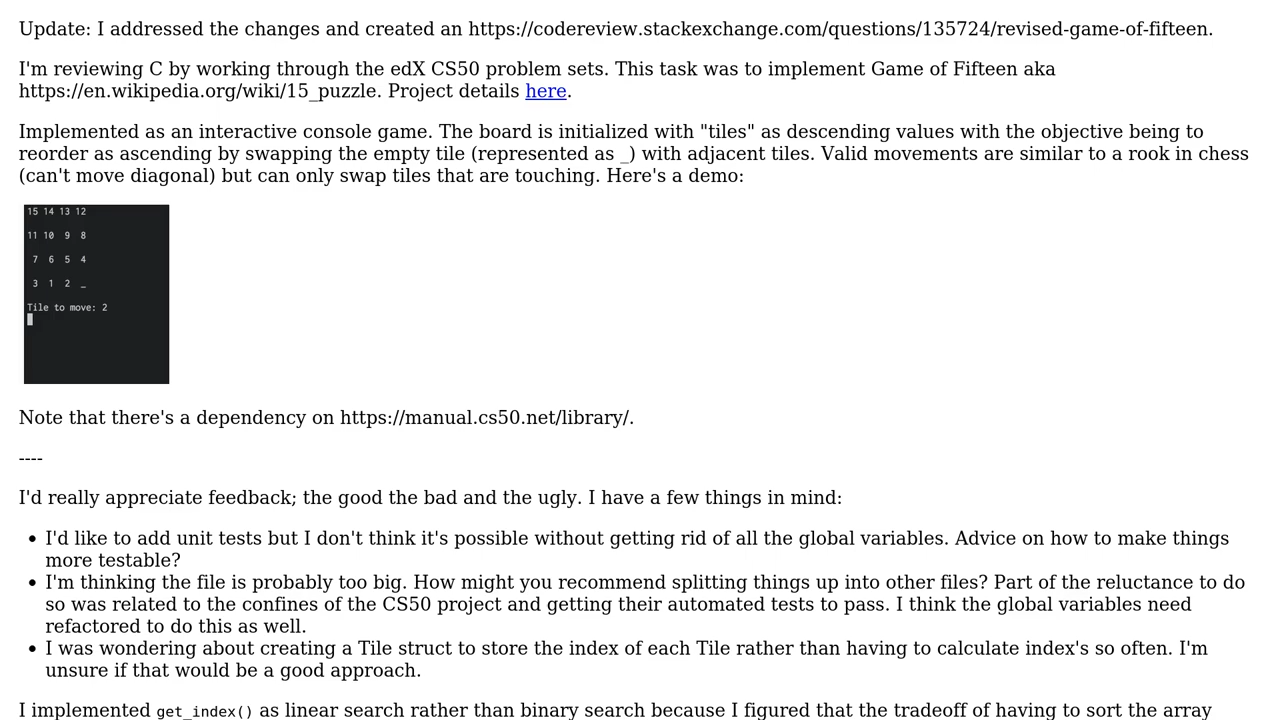 Update: I addressed the changes and created an https://codereview.stackexchange.com/questions/135724/revised-game-of-fifteen.
I'm reviewing C by working through the edX CS50 problem sets. This task was to implement Game of Fifteen aka
https://en.wikipedia.org/wiki/15_puzzle. Project details here.
Implemented as an interactive console game. The board is initialized with "tiles" as descending values with the objective being to
reorder as ascending by swapping the empty tile (represented as _) with adjacent tiles. Valid movements are similar to a rook in chess
(can't move diagonal) but can only swap tiles that are touching. Here's a demo:
15 14 13 12
11 10 9 8
7 6 5 4
3 1 2 _
Tile to move: 2
Note that there's a dependency on https://manual.cs50.net/library/.
----
I'd really appreciate feedback; the good the bad and the ugly. I have a few things in mind:
• I'd like to add unit tests but I don't think it's possible without getting rid of all the global variables. Advice on how to make things
more testable?
• I'm thinking the file is probably too big. How might you recommend splitting things up into other files? Part of the reluctance to do
so was related to the confines of the CS50 project and getting their automated tests to pass. I think the global variables need
refactored to do this as well.
• I was wondering about creating a Tile struct to store the index of each Tile rather than having to calculate index's so often. I'm
unsure if that would be a good approach.
I implemented get_index() as linear search rather than binary search because I figured that the tradeoff of having to sort the array